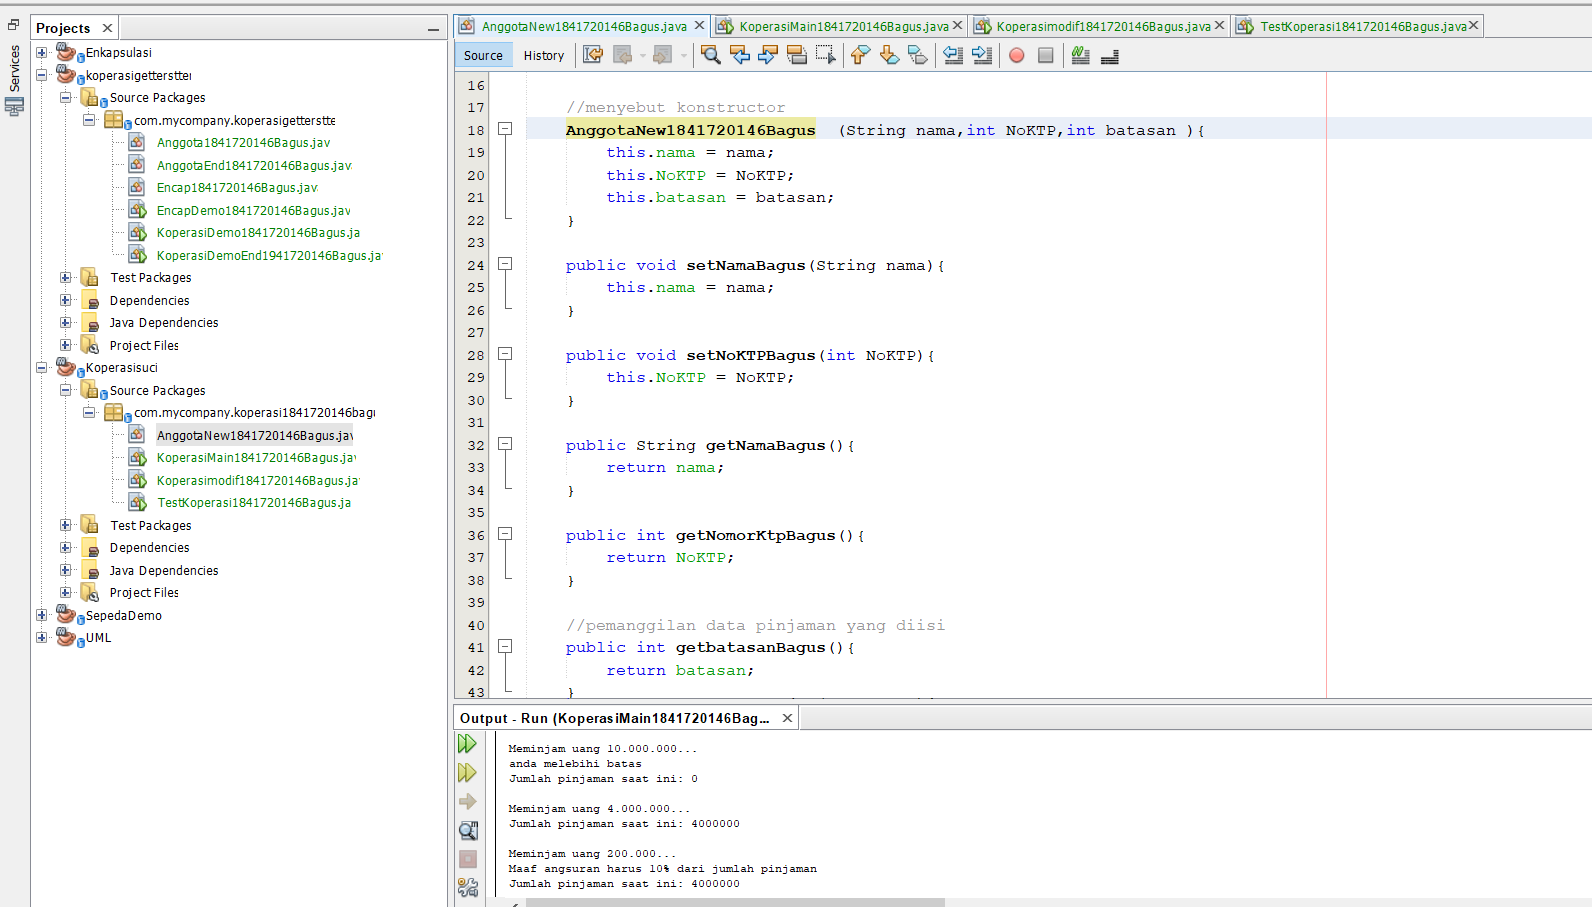 Services
Projects
Enkapsulasi
koperasigettersttei
Source Packages
com.mycompany.koperasigetterstte
Anggota1841720146Bagus.jav
AnggotaEnd1841720146Bagus.java
Encap1841720146Bagus.java
EncapDemo1841720146Bagus.jav
KoperasiDemo1841720146Bagus.ja
KoperasiDemoEnd1941720146Bagus.ja
Test Packages
Dependencies
Java Dependencies
Project Files
Koperasisuci
Source Packages
com.mycompany.koperasi1841720146bagu
AnggotaNew1841720146Bagus.jav
KoperasiMain1841720146Bagus.jav
Koperasimodif1841720146Bagus.ja
TestKoperasi1841720146Bagus.ja
Test Packages
Dependencies
Java Dependencies
Project Files
SepedaDemo
UML
AnggotaNew1841720146Bagus.java KoperasiMain1841720146Bagus.java Koperasimodif1841720146Bagus.java TestKoperasi1841720146Bagus.java
Source History
16
17 //menyebut konstructor
18 AnggotaNew1841720146Bagus (String nama,int NoKTP,int batasan ){
19 this.nama = nama;
20 this.NoKTP = NoKTP;
21 this.batasan = batasan;
22 }
23
24 public void setNamaBagus(String nama){
25 this.nama = nama;
26 }
27
28 public void setNoKTPBagus(int NoKTP){
29 this.NoKTP = NoKTP;
30 }
31
32 public String getNamaBagus(){
33 return nama;
34 }
35
36 public int getNomorKtpBagus(){
37 return NoKTP;
38 }
39
40 //pemanggilan data pinjaman yang diisi
41 public int getbatasanBagus(){
42 return batasan;
43 }
Output - Run (KoperasiMain1841720146Bag...
Meminjam uang 10.000.000...
anda melebihi batas
Jumlah pinjaman saat ini: 0
Meminjam uang 4.000.000...
Jumlah pinjaman saat ini: 4000000
Meminjam uang 200.000...
Maaf angsuran harus 10% dari jumlah pinjaman
Jumlah pinjaman saat ini: 4000000